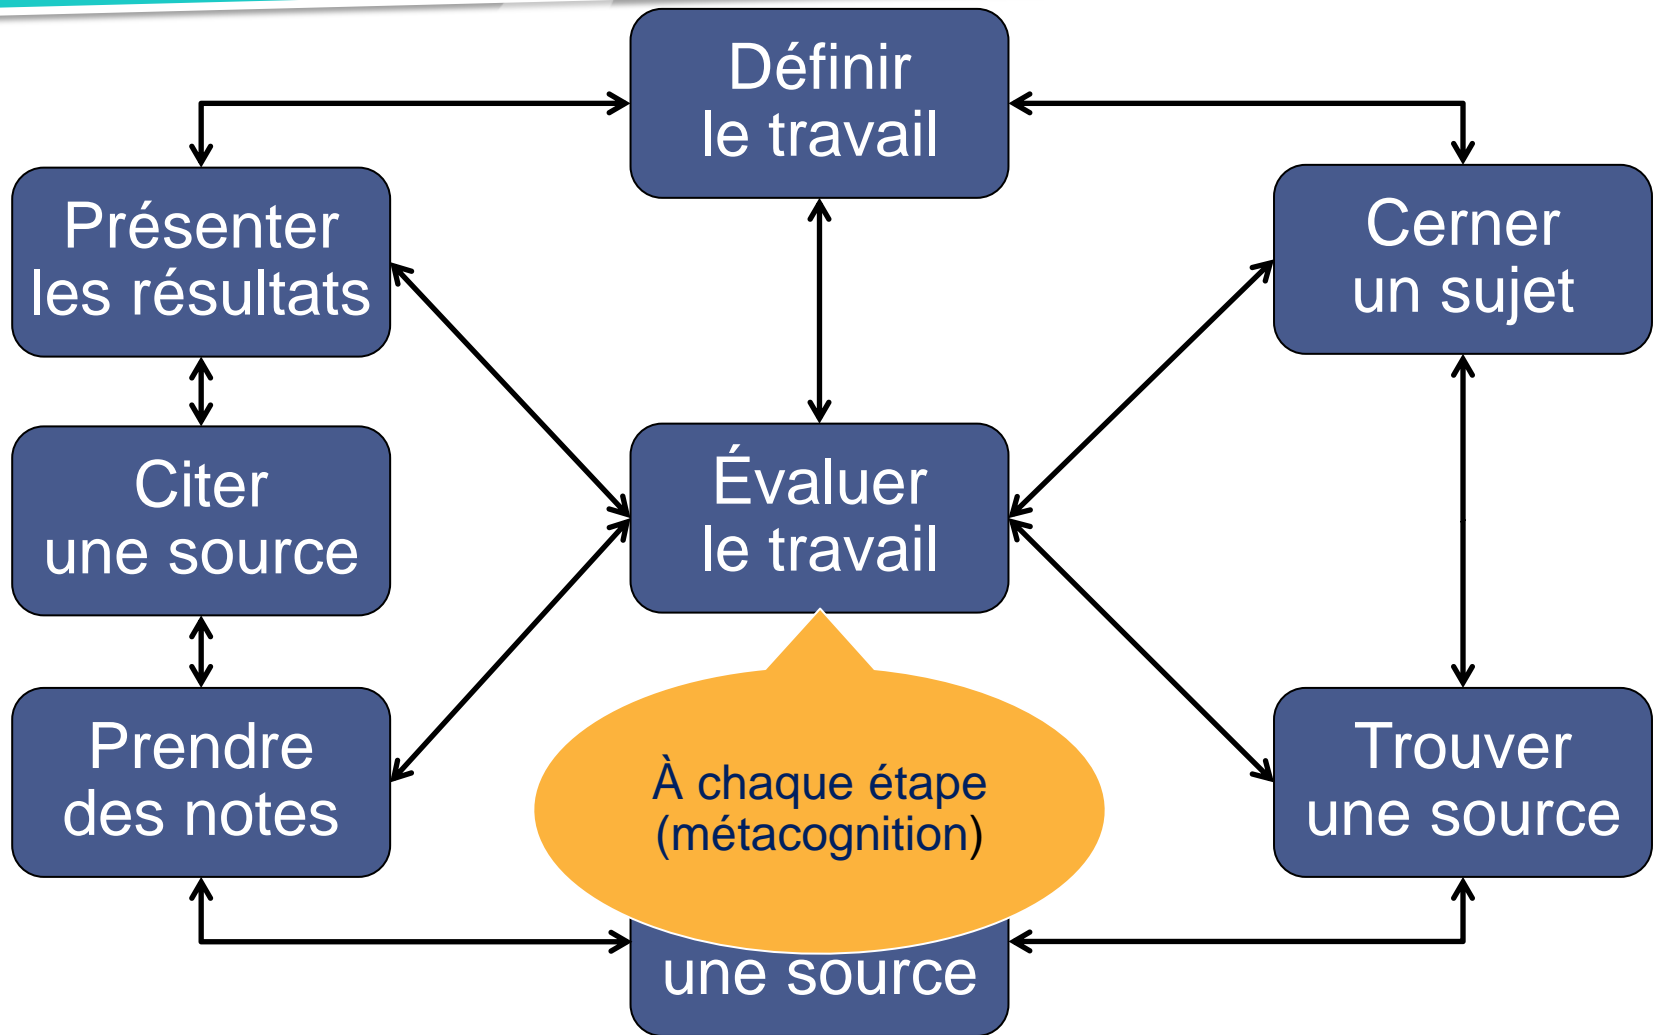 Définir
le travail
Présenter
les résultats
Cerner
un sujet
Citer
une source
Évaluer
le travail
Prendre
des notes
À chaque étape
(métacognition)
Trouver
une source
une source